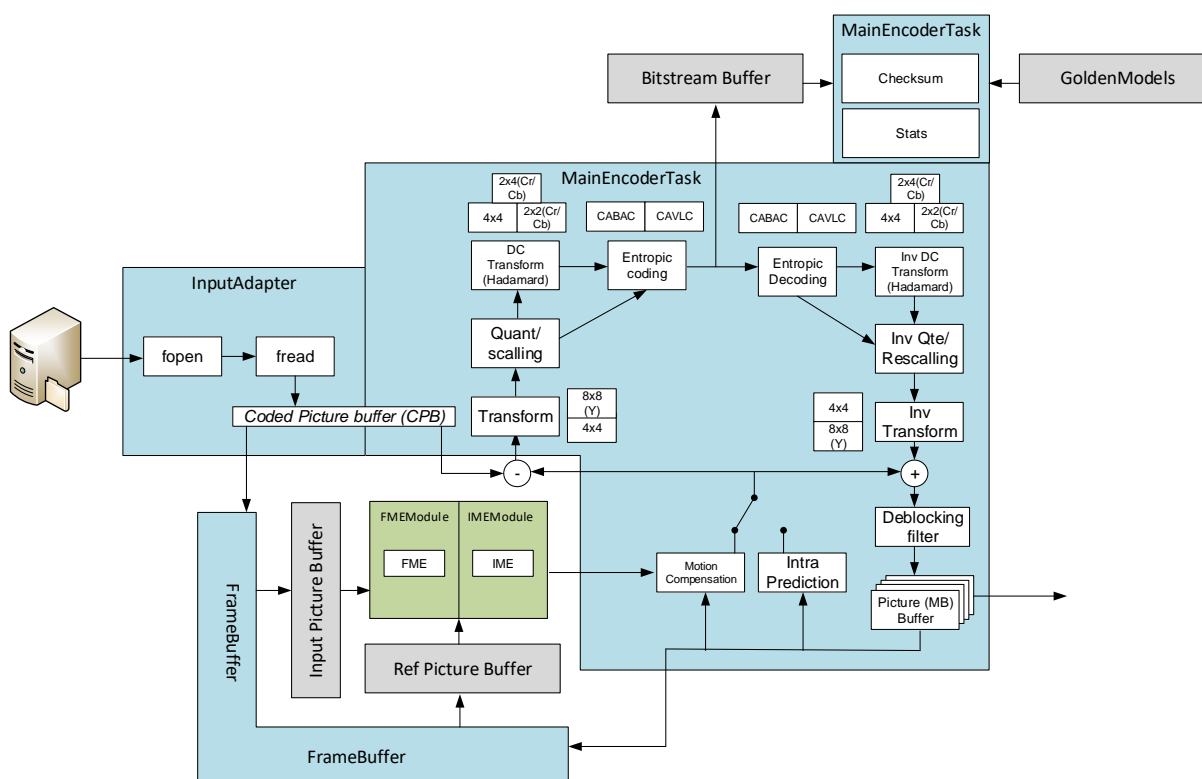 MainEncoderTask
Checksum
Stats
Bitstream Buffer
GoldenModels
MainEncoderTask
2x4(Cr/
Cb)
4x4
2x2(Cr/
Cb)
CABAC
CAVLC
CABAC
CAVLC
2x4(Cr/
Cb)
4x4
2x2(Cr/
Cb)
DC
Transform
(Hadamard)
Entropic
coding
Entropic
Decoding
Inv DC
Transform
(Hadamard)
InputAdapter
fopen
fread
Quant/
scalling
Inv Qte/
Rescalling
Coded Picture buffer (CPB)
Transform
8x8
(Y)
4x4
4x4
8x8
(Y)
Inv
Transform
-
+
Deblocking
filter
FrameBuffer
Input Picture Buffer
FMEModule
IMEModule
FME
IME
Motion
Compensation
Intra
Prediction
Picture (MB)
Buffer
Ref Picture Buffer
FrameBuffer